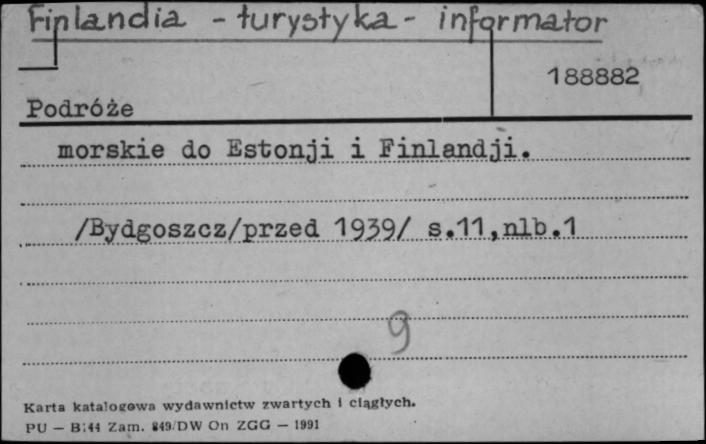 Finlandia - turystyka - informator
188882
Podróże
morskie do Estonji i Finlandji.
/Bydgoszcz/przed 1939/ s.11,nlb.1
9
Karta katalogowa wydawnictw zwartych i ciągłych.
PU — B/44 Zam. 849/DW On ZGG — 1991